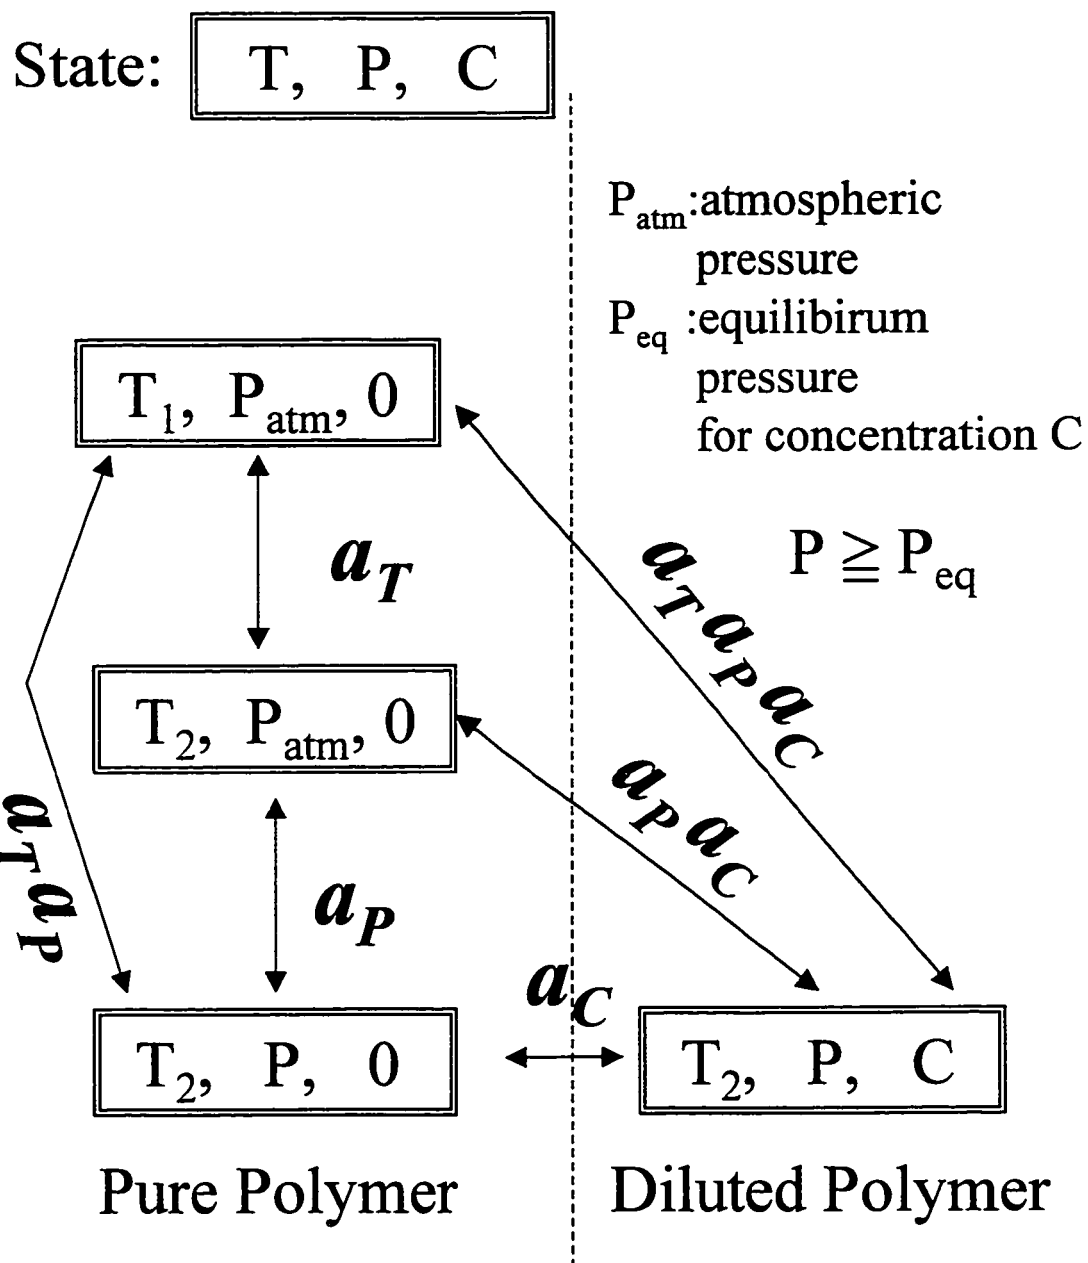 State: T, P, C
P_atm:atmospheric
pressure
P_eq :equilibirum
pressure
for concentration C
P ≧ P_eq
T_1, P_atm, 0
a_T
a_T a_P a_C
T_2, P_atm, 0
a_P a_C
a_T a_P
a_P
a_C
T_2, P, 0
T_2, P, C
Pure Polymer
Diluted Polymer